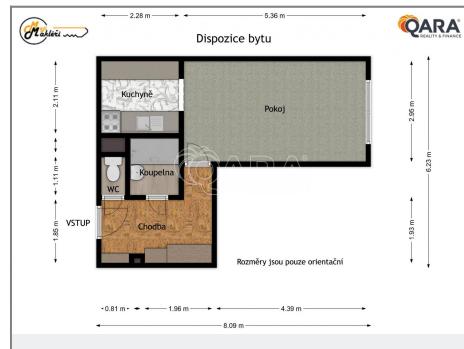 Makléři
QARA
REALITY & FINANCE
2.28 m
5.36 m
Dispozice bytu
Kuchyně
Pokoj
2.11 m
2.95 m
6.23 m
QARA
Koupelna
WC
1.11 m
VSTUP
Chodba
1.85 m
1.93 m
Rozměry jsou pouze orientační
0.81 m
1.96 m
4.39 m
8.09 m